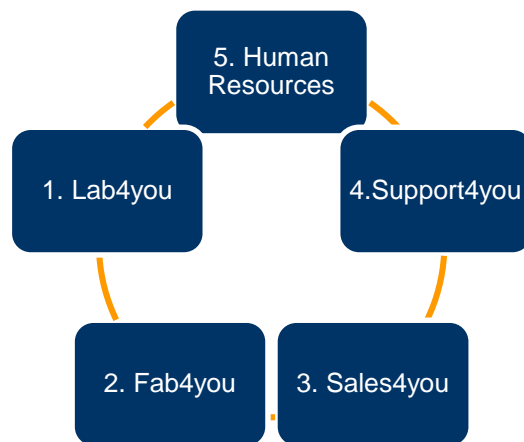 5. Human
Resources
1. Lab4you
4.Support4you
2. Fab4you
3. Sales4you